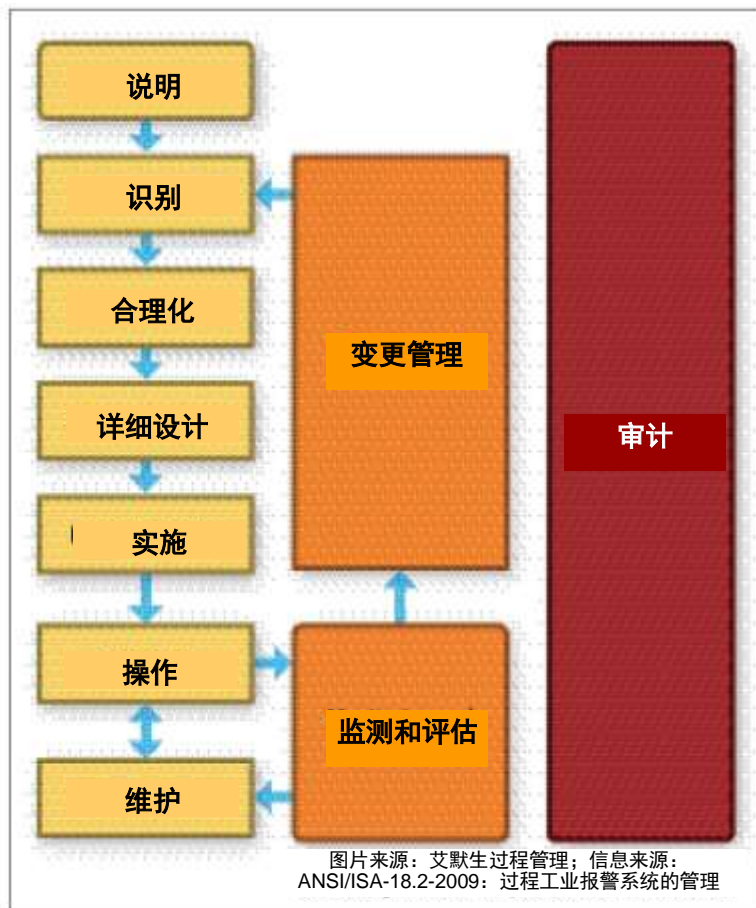 说明
识别
合理化
详细设计
实施
操作
维护
变更管理
监测和评估
审计
图片来源：艾默生过程管理；信息来源：
ANSI/ISA-18.2-2009：过程工业报警系统的管理